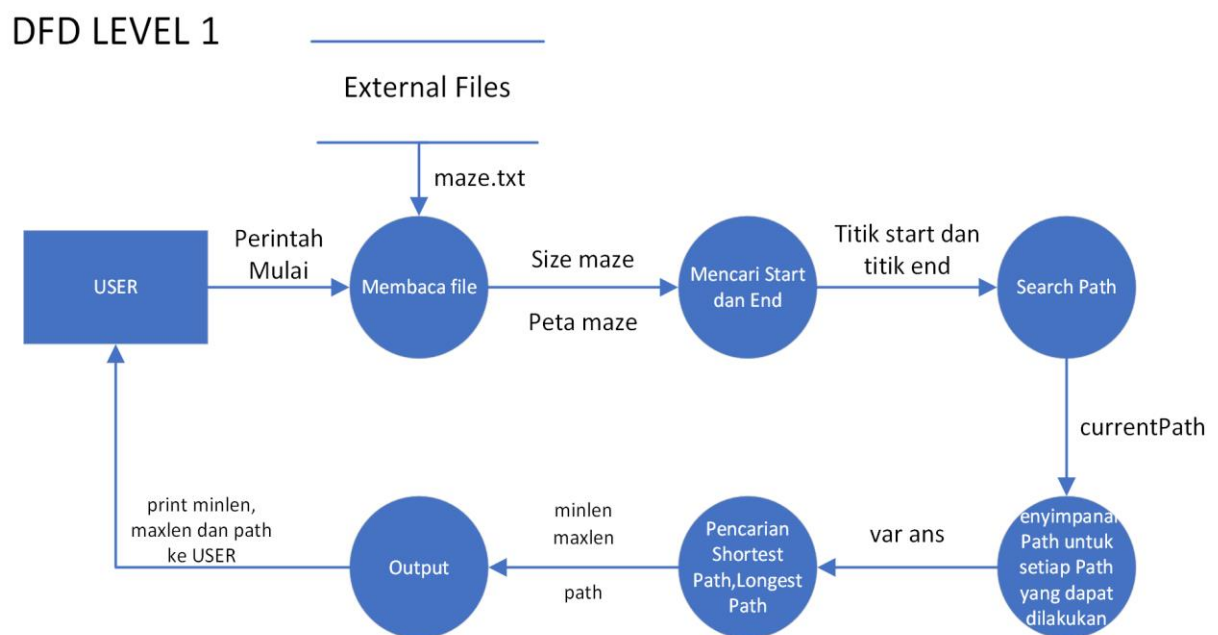 DFD LEVEL 1
External Files
maze.txt
USER
Perintah
Mulai
Membaca file
Size maze
Peta maze
Mencari Start
dan End
Titik start dan
titik end
Search Path
currentPath
enyimpanan
Path untuk
setiap Path
yang dapat
dilakukan
var ans
Pencarian
Shortest
Path,Longest
Path
minlen
maxlen
path
Output
print minlen,
maxlen dan path
ke USER